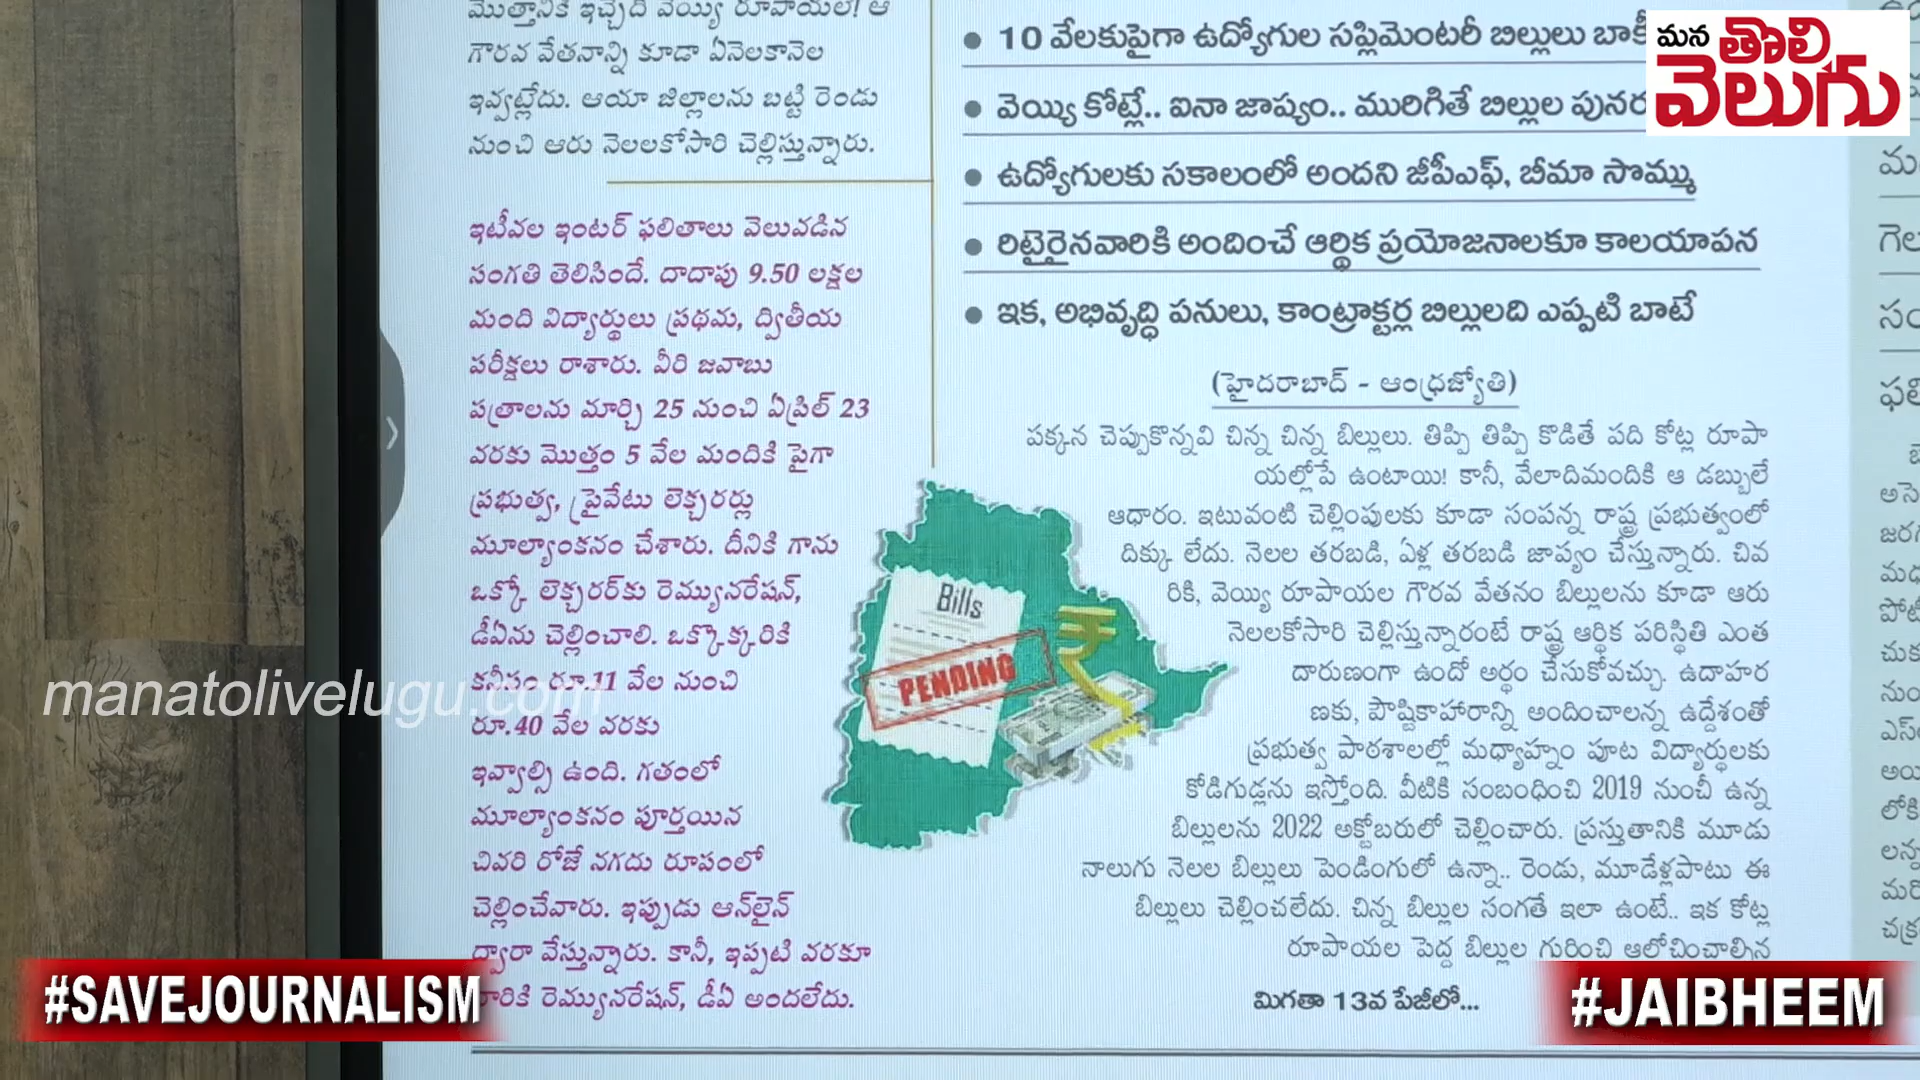 మొత్తానికి ఇచ్చేది వెయ్యి రూపాయలే! ఆ
గౌరవ వేతనాన్ని కూడా ఏనెలకానెల
ఇవ్వట్లేదు. ఆయా జిల్లాలను బట్టి రెండు
నుంచి ఆరు నెలలకోసారి చెల్లిస్తున్నారు.
ఇటీవల ఇంటర్ ఫలితాలు వెలువడిన
సంగతి తెలిసిందే. దాదాపు 9.50 లక్షల
మంది విద్యార్థులు ప్రథమ, ద్వితీయ
పరీక్షలు రాశారు. వీరి జవాబు
పత్రాలను మార్చి 25 నుంచి ఏప్రిల్ 23
వరకు మొత్తం 5 వేల మందికి పైగా
ప్రభుత్వ, ప్రైవేటు లెక్చరర్లు
మూల్యాంకనం చేశారు. దీనికి గాను
ఒక్కో లెక్చరర్‌కు రెమ్యునరేషన్,
డీఏను చెల్లించాలి. ఒక్కొక్కరికి
కనీసం రూ.11 వేల నుంచి
రూ.40 వేల వరకు
ఇవ్వాల్సి ఉంది. గతంలో
మూల్యాంకనం పూర్తయిన
చివరి రోజే నగదు రూపంలో
చెల్లించేవారు. ఇప్పుడు ఆన్‌లైన్
ద్వారా వేస్తున్నారు. కానీ, ఇప్పటి వరకూ
వారికి రెమ్యునరేషన్, డీఏ అందలేదు.
• 10 వేలకుపైగా ఉద్యోగుల సప్లిమెంటరీ బిల్లులు బాకీ
• వెయ్యి కోట్లే.. ఐనా జాప్యం.. మురిగితే బిల్లుల
• ఉద్యోగులకు సకాలంలో అందని జీపీఎఫ్, బీమా సొమ్ము
• రిటైరైనవారికి అందించే ఆర్థిక ప్రయోజనాలకూ కాలయాపన
• ఇక, అభివృద్ధి పనులు, కాంట్రాక్టర్ల బిల్లులది ఎప్పటి బాటే
(హైదరాబాద్ - ఆంధ్రజ్యోతి)
పక్కన చెప్పుకొన్నవి చిన్న చిన్న బిల్లులు. తిప్పి తిప్పి కొడితే పది కోట్ల రూపా
యల్లోపే ఉంటాయి! కానీ, వేలాదిమందికి ఆ డబ్బులే
ఆధారం. ఇటువంటి చెల్లింపులకు కూడా సంపన్న రాష్ట్ర ప్రభుత్వంలో
దిక్కు లేదు. నెలల తరబడి, ఏళ్ల తరబడి జాప్యం చేస్తున్నారు. చివ
రికి, వెయ్యి రూపాయల గౌరవ వేతనం బిల్లులను కూడా ఆరు
నెలలకోసారి చెల్లిస్తున్నారంటే రాష్ట్ర ఆర్థిక పరిస్థితి ఎంత
దారుణంగా ఉందో అర్థం చేసుకోవచ్చు. ఉదాహర
ణకు, పౌష్టికాహారాన్ని అందించాలన్న ఉద్దేశంతో
ప్రభుత్వ పాఠశాలల్లో మధ్యాహ్నం పూట విద్యార్థులకు
కోడిగుడ్లను ఇస్తోంది. వీటికి సంబంధించి 2019 నుంచీ ఉన్న
బిల్లులను 2022 అక్టోబరులో చెల్లించారు. ప్రస్తుతానికి మూడు
నాలుగు నెలల బిల్లులు పెండింగులో ఉన్నా.. రెండు, మూడేళ్లపాటు ఈ
బిల్లులు చెల్లించలేదు. చిన్న బిల్లుల సంగతే ఇలా ఉంటే.. ఇక కోట్ల
రూపాయల పెద్ద బిల్లుల గురించి ఆలోచించాల్సిన
మిగతా 13వ పేజీలో...
Bills
PENDING
మన తొలి
వెలుగు
manatolivelugu.com
#SAVEJOURNALISM
#JAIBHEEM